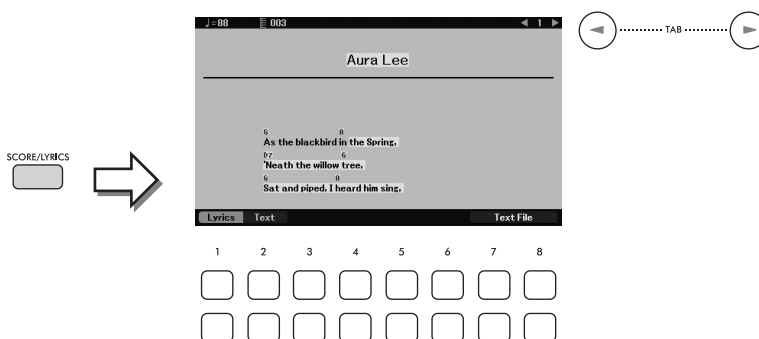 ♩=88 003 ◀ 1 ▶
◀ TAB ▶
Aura Lee
SCORE/LYRICS
G A
As the blackbird in the Spring,
D7 G
'Neath the willow tree,
G A
Sat and piped, I heard him sing,
Lyrics Text Text File
1 2 3 4 5 6 7 8